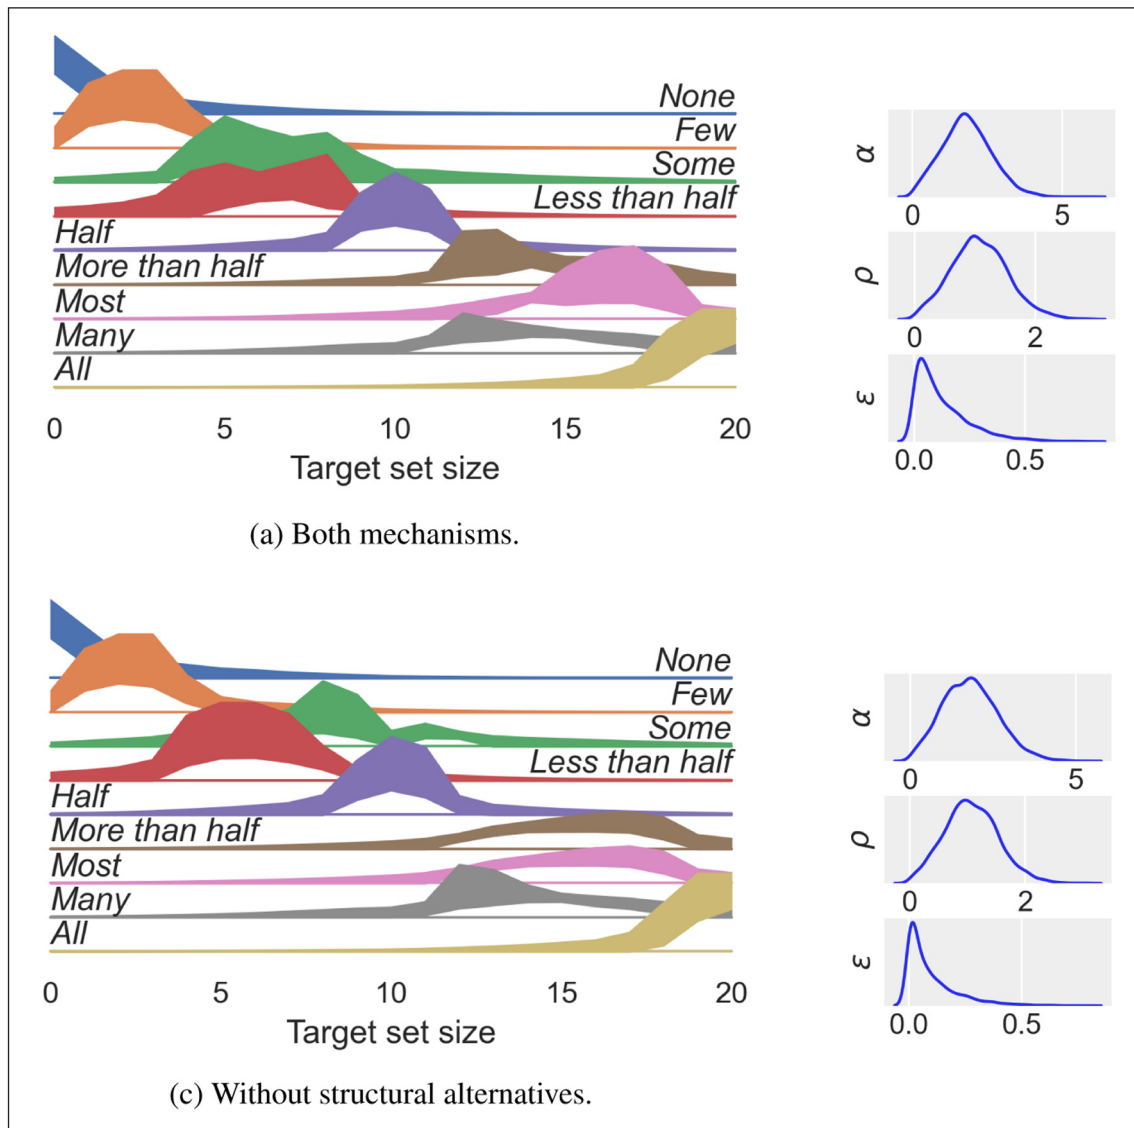 None
Few
Some
Less than half
Half
More than half
Most
Many
All
0 5 10 15 20
Target set size
α
0 5
ρ
0 2
ε
0.0 0.5
(a) Both mechanisms.
None
Few
Some
Less than half
Half
More than half
Most
Many
All
0 5 10 15 20
Target set size
α
0 5
ρ
0 2
ε
0.0 0.5
(c) Without structural alternatives.